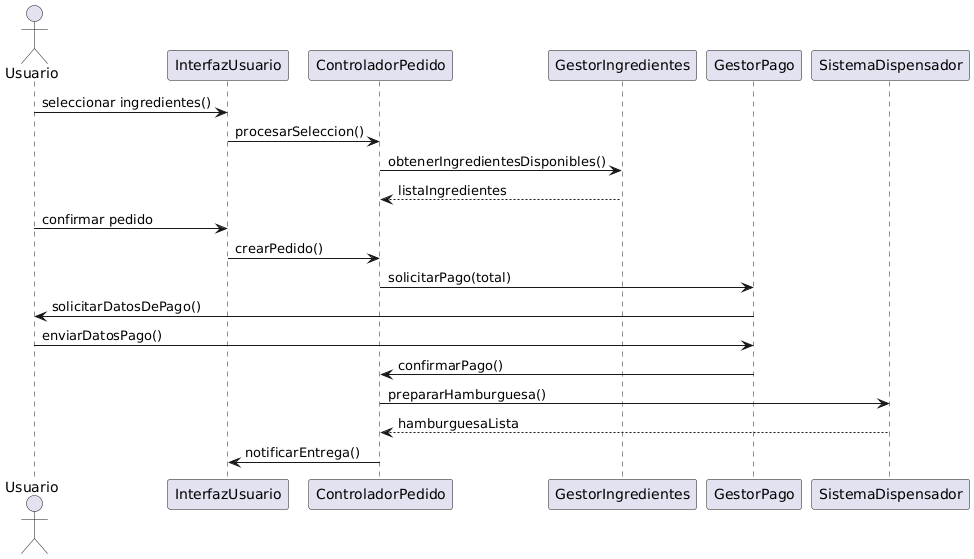 Usuario
InterfazUsuario
ControladorPedido
GestorIngredientes
GestorPago
SistemaDispensador
seleccionar ingredientes()
procesarSeleccion()
obtenerIngredientesDisponibles()
listaIngredientes
confirmar pedido
crearPedido()
solicitarPago(total)
solicitarDatosDePago()
enviarDatosPago()
confirmarPago()
prepararHamburguesa()
hamburguesaLista
notificarEntrega()
Usuario
InterfazUsuario
ControladorPedido
GestorIngredientes
GestorPago
SistemaDispensador